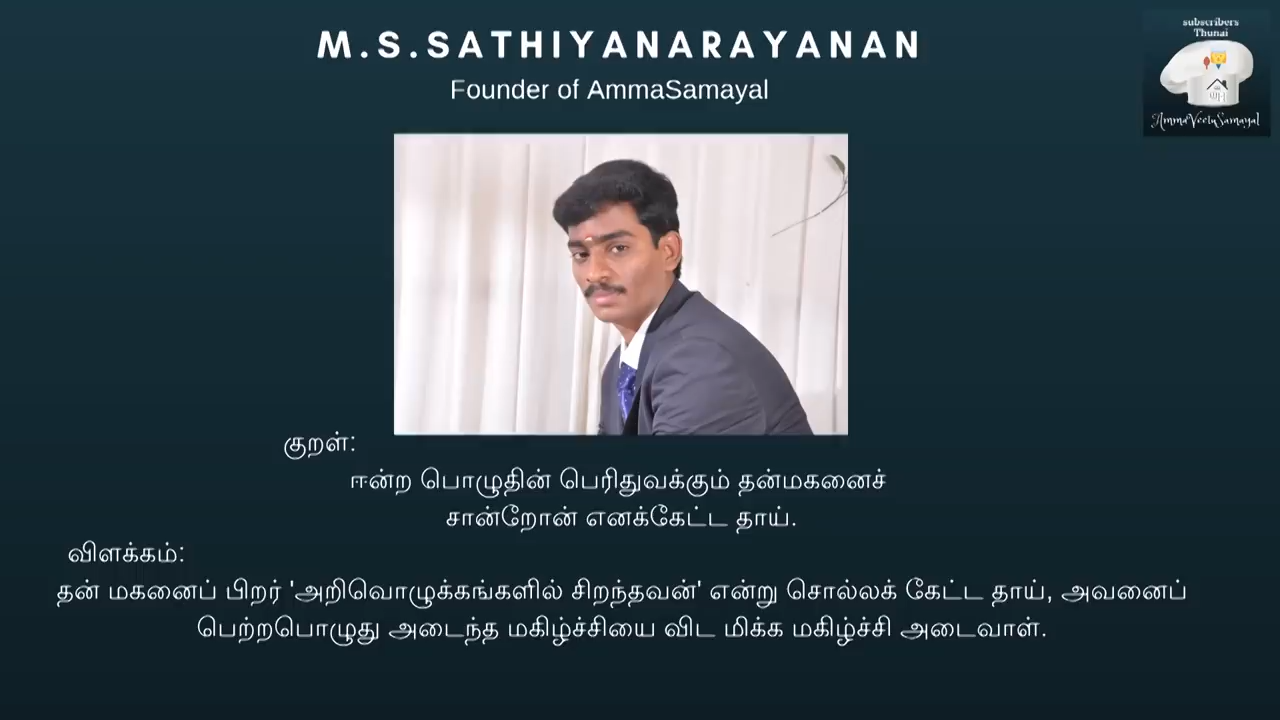 M.S.SATHIYANARAYANAN
Founder of AmmaSamayal
subscribers
Thunai
AmmaVeetuSamayal
குறள்:
ஈன்ற பொழுதின் பெரிதுவக்கும் தன்மகனைச்
சான்றோன் எனக்கேட்ட தாய்.
விளக்கம்:
தன் மகனைப் பிறர் 'அறிவொழுக்கங்களில் சிறந்தவன்' என்று சொல்லக் கேட்ட தாய், அவனைப்
பெற்றபொழுது அடைந்த மகிழ்ச்சியை விட மிக்க மகிழ்ச்சி அடைவாள்.